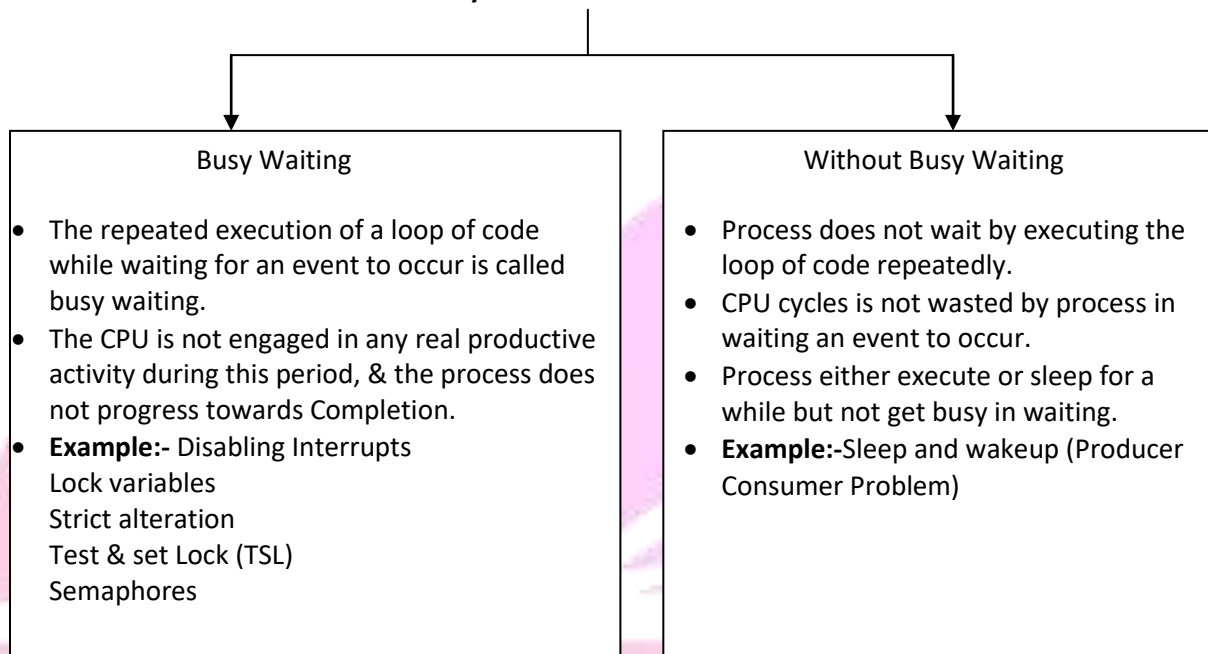 Busy Waiting
• The repeated execution of a loop of code
while waiting for an event to occur is called
busy waiting.
• The CPU is not engaged in any real productive
activity during this period, & the process does
not progress towards Completion.
• Example:- Disabling Interrupts
Lock variables
Strict alteration
Test & set Lock (TSL)
Semaphores
Without Busy Waiting
• Process does not wait by executing the
loop of code repeatedly.
• CPU cycles is not wasted by process in
waiting an event to occur.
• Process either execute or sleep for a
while but not get busy in waiting.
• Example:-Sleep and wakeup (Producer
Consumer Problem)